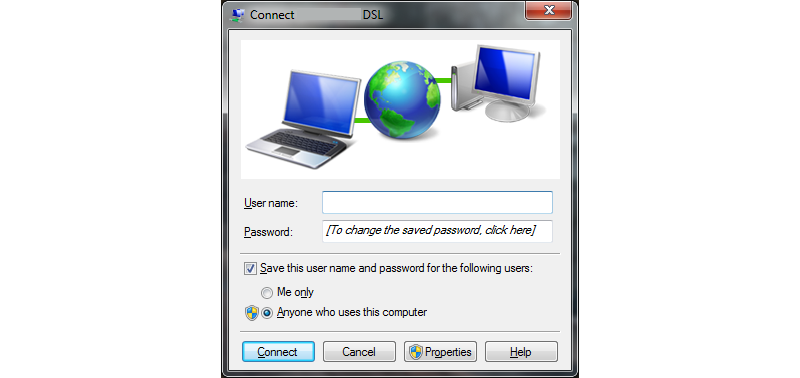 Connect DSL
User name:
Password: [To change the saved password, click here]
Save this user name and password for the following users:
Me only
Anyone who uses this computer
Connect Cancel Properties Help